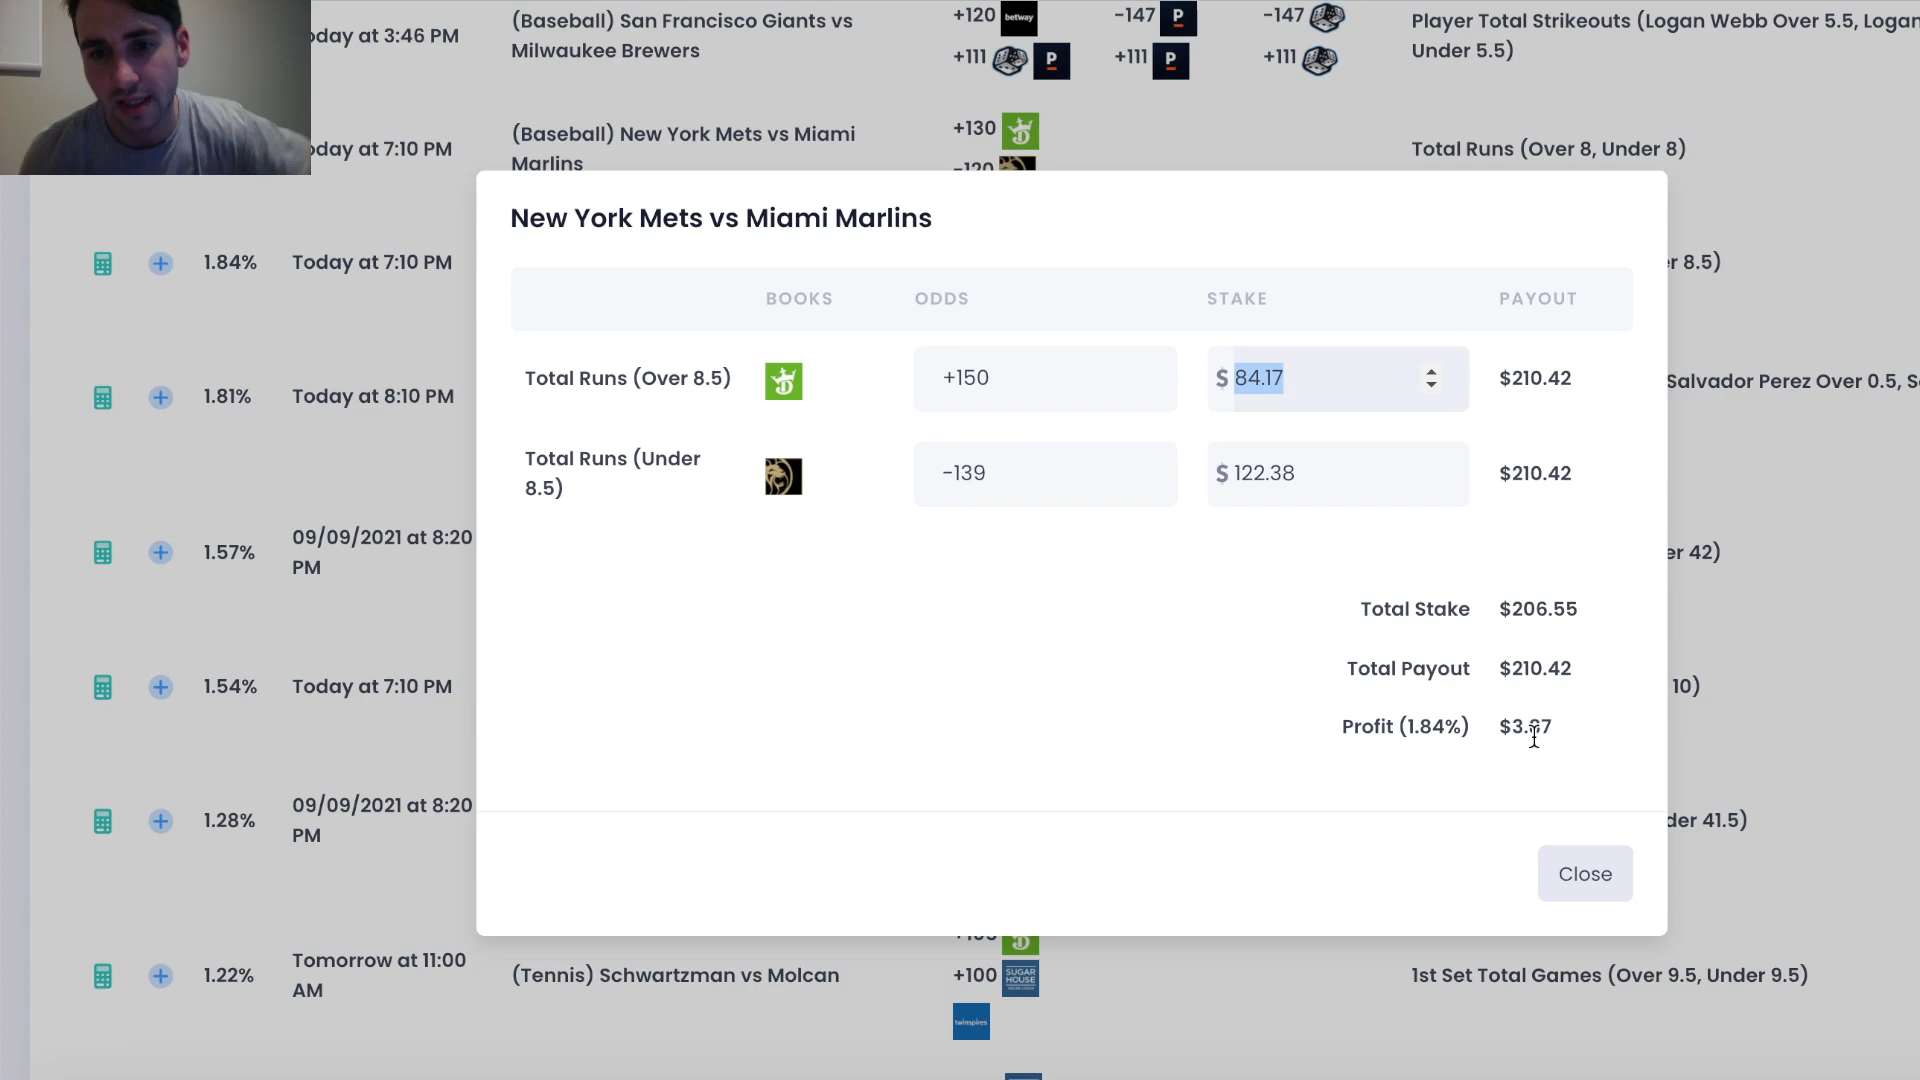 oday at 3:46 PM
(Baseball) San Francisco Giants vs
Milwaukee Brewers
+120 betway -147 P -147
+111 P +111 P +111
Player Total Strikeouts (Logan Webb Over 5.5, Logan
Under 5.5)
oday at 7:10 PM
(Baseball) New York Mets vs Miami
Marlins
+130
-120
Total Runs (Over 8, Under 8)
New York Mets vs Miami Marlins
BOOKS ODDS STAKE PAYOUT
Total Runs (Over 8.5) +150 $ 84.17 $210.42
Total Runs (Under
8.5)
-139 $ 122.38 $210.42
Total Stake $206.55
Total Payout $210.42
Profit (1.84%) $3.87
Close
1.84% Today at 7:10 PM
r 8.5)
1.81% Today at 8:10 PM
Salvador Perez Over 0.5, S
1.57% 09/09/2021 at 8:20
PM
er 42)
1.54% Today at 7:10 PM
10)
1.28% 09/09/2021 at 8:20
PM
der 41.5)
1.22% Tomorrow at 11:00
AM
(Tennis) Schwartzman vs Molcan
+100 SUGAR
HOUSE
twinspires
1st Set Total Games (Over 9.5, Under 9.5)